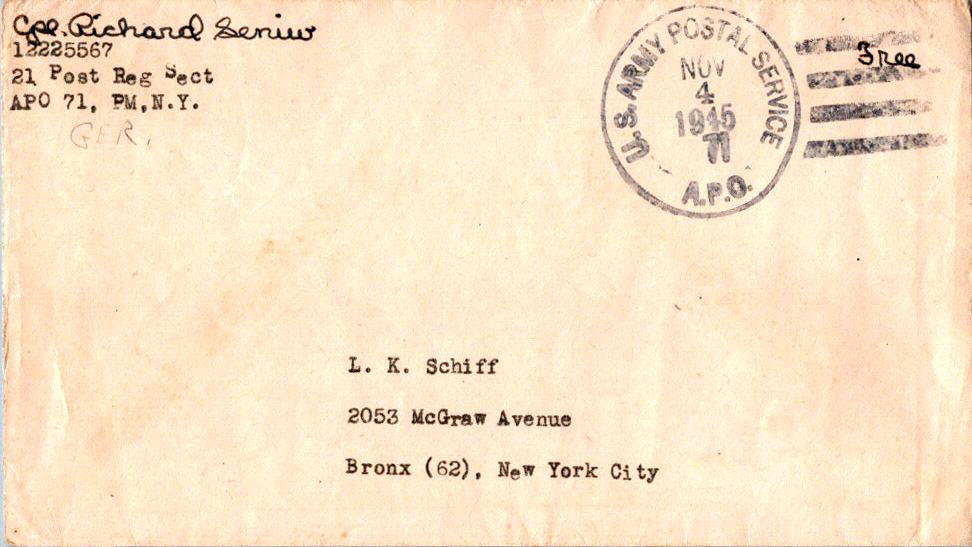 Cpl. Richard Seniw
12225567
21 Post Reg Sect
APO 71, PM,N.Y.
GER.
U.S. ARMY POSTAL SERVICE
NOV
4
1945
71
A.P.O.
Free
L. K. Schiff
2053 McGraw Avenue
Bronx (62), New York City